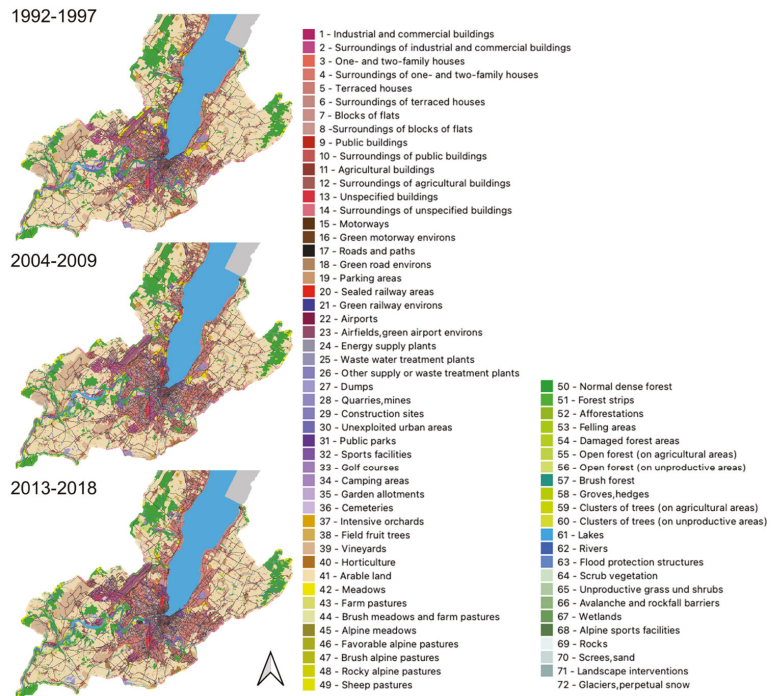 1992-1997
1 - Industrial and commercial buildings
2 - Surroundings of industrial and commercial buildings
3 - One- and two-family houses
4 - Surroundings of one- and two-family houses
5 - Terraced houses
6 - Surroundings of terraced houses
7 - Blocks of flats
8 -Surroundings of blocks of flats
9 - Public buildings
10 - Surroundings of public buildings
11 - Agricultural buildings
12 - Surroundings of agricultural buildings
13 - Unspecified buildings
14 - Surroundings of unspecified buildings
15 - Motorways
16 - Green motorway environs
17 - Roads and paths
18 - Green road environs
19 - Parking areas
20 - Sealed railway areas
21 - Green railway environs
22 - Airports
23 - Airfields,green airport environs
24 - Energy supply plants
25 - Waste water treatment plants
26 - Other supply or waste treatment plants
27 - Dumps
28 - Quarries,mines
29 - Construction sites
30 - Unexploited urban areas
31 - Public parks
32 - Sports facilities
33 - Golf courses
34 - Camping areas
35 - Garden allotments
36 - Cemeteries
37 - Intensive orchards
38 - Field fruit trees
39 - Vineyards
40 - Horticulture
41 - Arable land
42 - Meadows
43 - Farm pastures
44 - Brush meadows and farm pastures
45 - Alpine meadows
46 - Favorable alpine pastures
47 - Brush alpine pastures
48 - Rocky alpine pastures
49 - Sheep pastures
50 - Normal dense forest
51 - Forest strips
52 - Afforestations
53 - Felling areas
54 - Damaged forest areas
55 - Open forest (on agricultural areas)
56 - Open forest (on unproductive areas)
57 - Brush forest
58 - Groves,hedges
59 - Clusters of trees (on agricultural areas)
60 - Clusters of trees (on unproductive areas)
61 - Lakes
62 - Rivers
63 - Flood protection structures
64 - Scrub vegetation
65 - Unproductive grass und shrubs
66 - Avalanche and rockfall barriers
67 - Wetlands
68 - Alpine sports facilities
69 - Rocks
70 - Screes,sand
71 - Landscape interventions
72 - Glaciers,perpetual snow
2004-2009
2013-2018